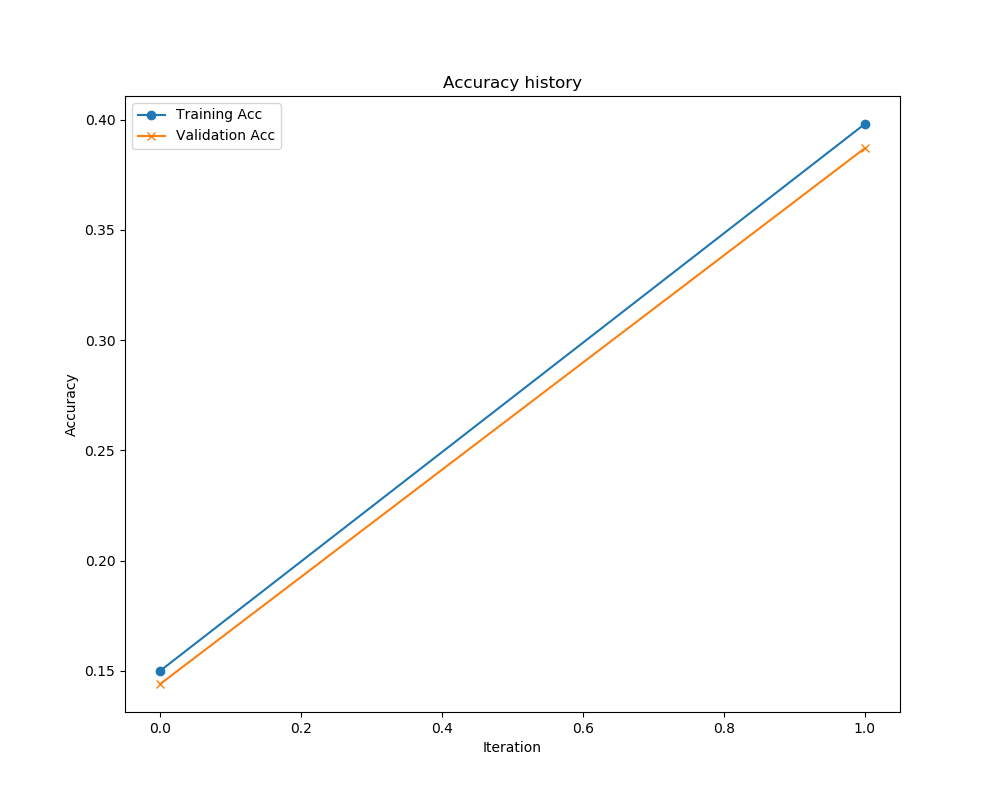 Accuracy history
Training Acc
Validation Acc
0.40
0.35
0.30
0.25
0.20
0.15
Accuracy
0.0 0.2 0.4 0.6 0.8 1.0
Iteration